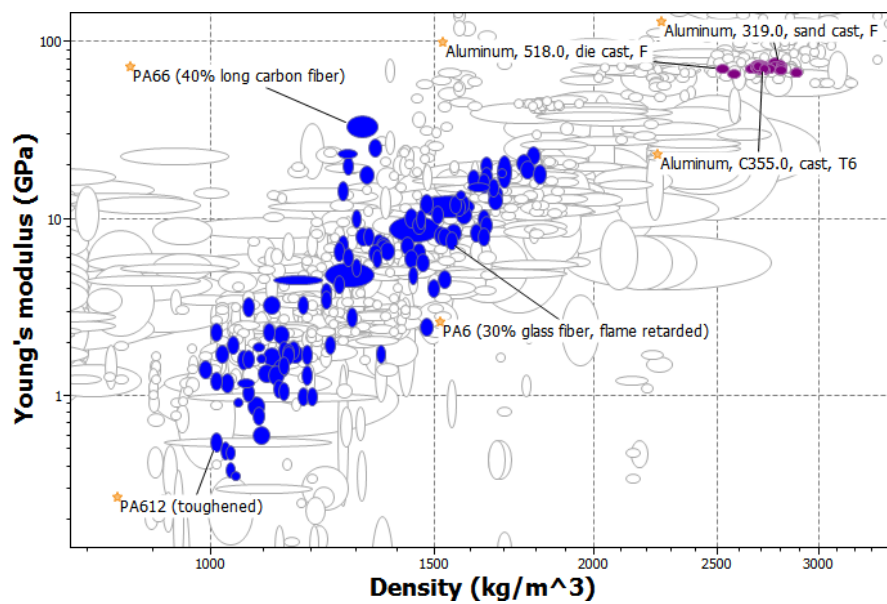 Aluminum, 319.0, sand cast, F
Aluminum, 518.0, die cast, F
PA66 (40% long carbon fiber)
Aluminum, C355.0, cast, T6
PA6 (30% glass fiber, flame retarded)
PA612 (toughened)
Young's modulus (GPa)
100
10
1
1000
1500
2000
2500
3000
Density (kg/m^3)